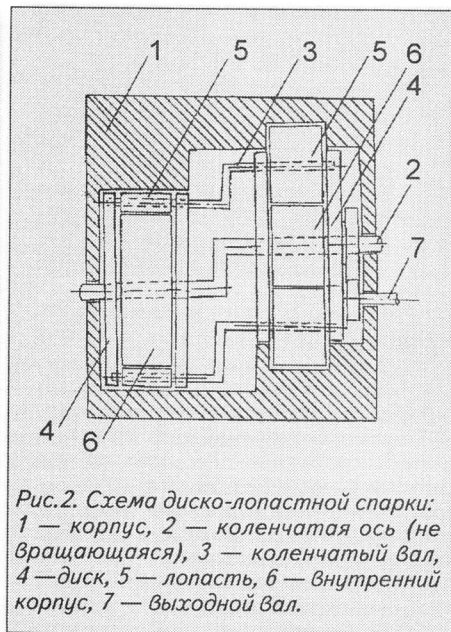 1 5 3 5 6
4
2
7
4 6
Рис.2. Схема диско-лопастной спарки:
1 — корпус, 2 — коленчатая ось (не
вращающаяся), 3 — коленчатый вал,
4 —диск, 5 — лопасть, 6 — внутренний
корпус, 7 — выходной вал.